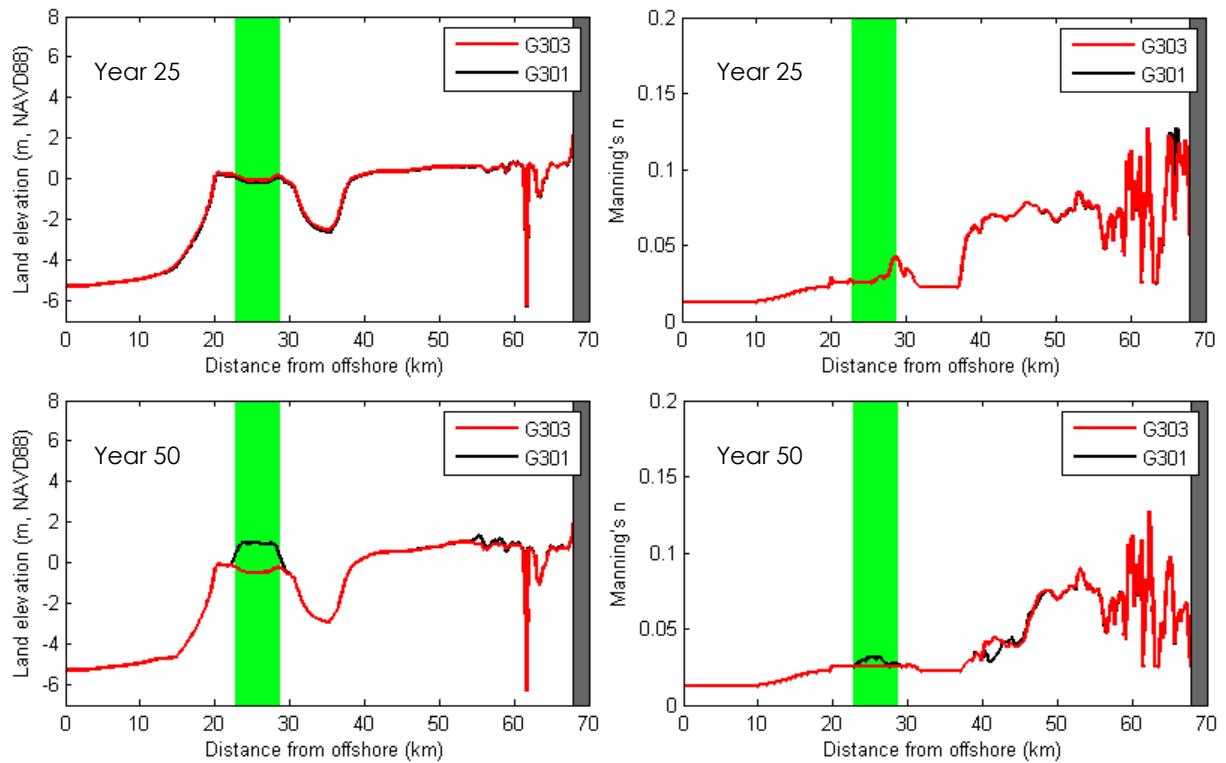 Land elevation (m, NAVD88)
8
6
4
2
0
-2
-4
-6
Year 25
G303
G301
0 10 20 30 40 50 60 70
Distance from offshore (km)
Manning's n
0.2
0.15
0.1
0.05
0
Year 25
G303
G301
0 10 20 30 40 50 60 70
Distance from offshore (km)
Land elevation (m, NAVD88)
8
6
4
2
0
-2
-4
-6
Year 50
G303
G301
0 10 20 30 40 50 60 70
Distance from offshore (km)
Manning's n
0.2
0.15
0.1
0.05
0
Year 50
G303
G301
0 10 20 30 40 50 60 70
Distance from offshore (km)